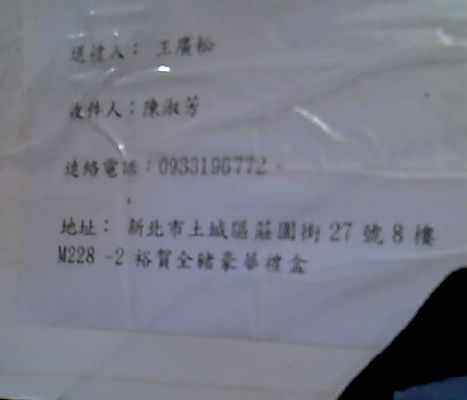 送禮人： 王廣松
收件人：陳淑芳
連絡電話：0933196772
地址： 新北市土城區莊園街 27 號 8 樓
M228 -2 裕賀全豬豪華禮盒